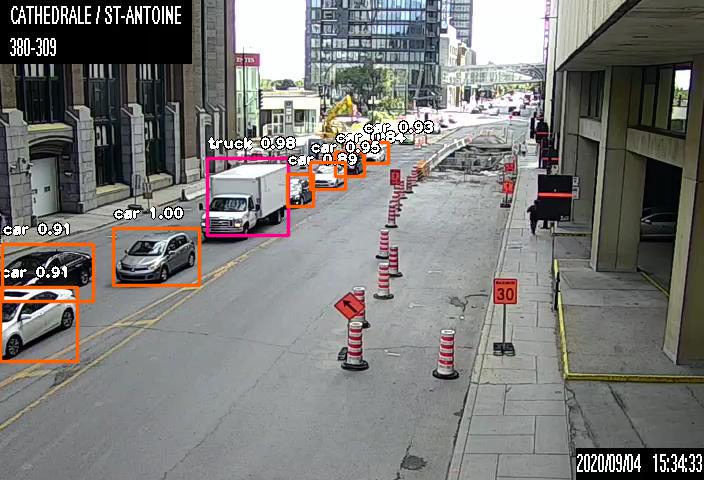 CATHEDRALE / ST-ANTOINE
380-309
car 0.93
truck 0.98
car 0.95
car 0.89
car 1.00
car 0.91
car 0.91
30
2020/09/04 15:34:33